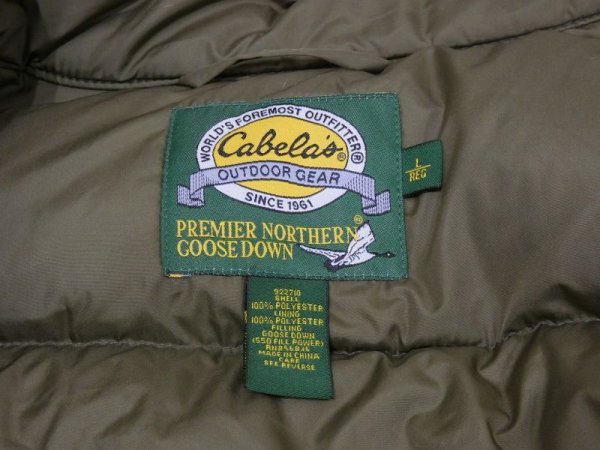 WORLD'S FOREMOST OUTFITTER®
Cabela's®
OUTDOOR GEAR
SINCE 1961
PREMIER NORTHERN®
GOOSE DOWN
L
REG
922710
SHELL
100% POLYESTER
LINING
100% POLYESTER
FILLING
GOOSE DOWN
(550 FILL POWER)
MADE IN CHINA
CARE
SEE REVERSE